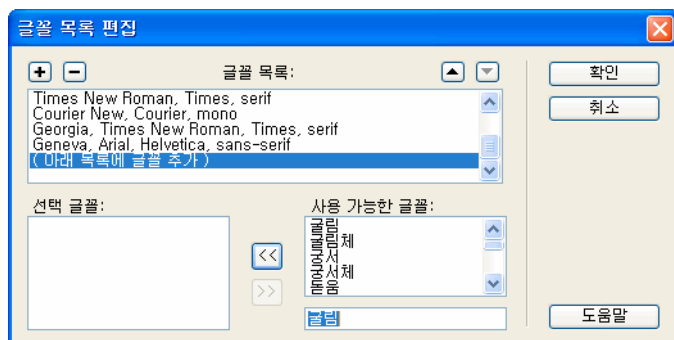 글꼴 목록 편집
글꼴 목록:
확인
Times New Roman, Times, serif
Courier New, Courier, mono
Georgia, Times New Roman, Times, serif
Geneva, Arial, Helvetica, sans-serif
( 아래 목록에 글꼴 추가 )
취소
선택 글꼴:
사용 가능한 글꼴:
굴림
굴림체
궁서
궁서체
돋움
<<
>>
굴림
도움말